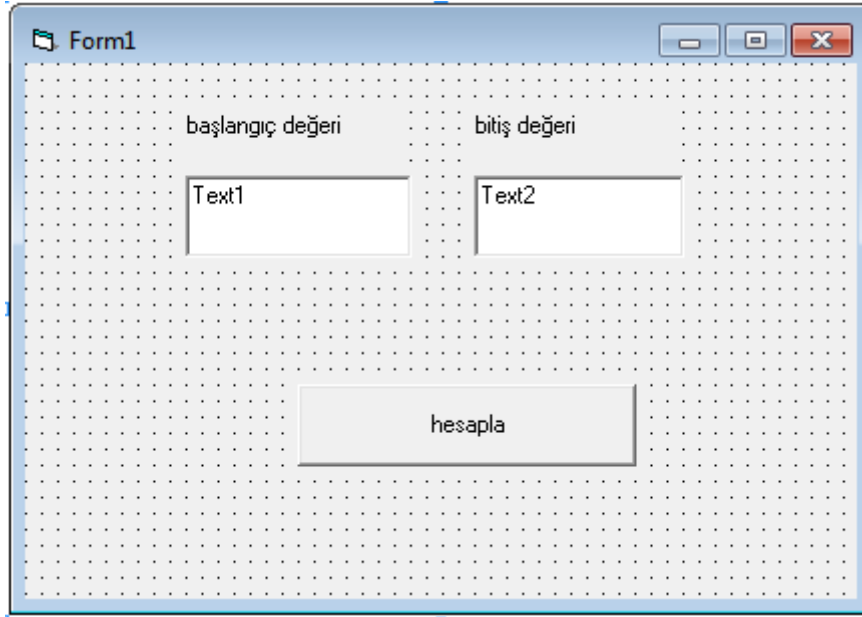 Form1
başlangıç değeri
bitiş değeri
Text1
Text2
hesapla